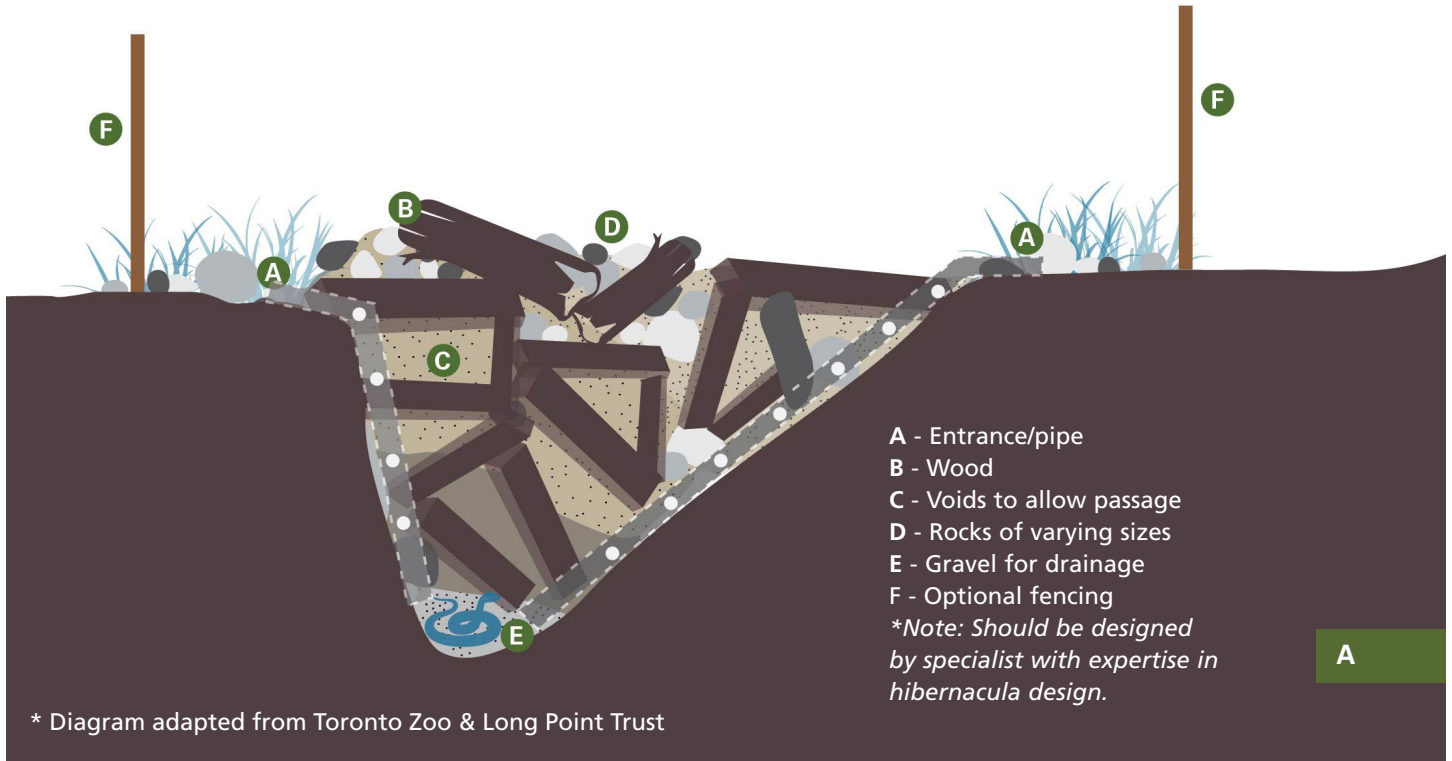 F
F
B
D
A
A
C
A - Entrance/pipe
B - Wood
C - Voids to allow passage
D - Rocks of varying sizes
E - Gravel for drainage
F - Optional fencing
*Note: Should be designed
by specialist with expertise in
hibernacula design.
E
A
* Diagram adapted from Toronto Zoo & Long Point Trust